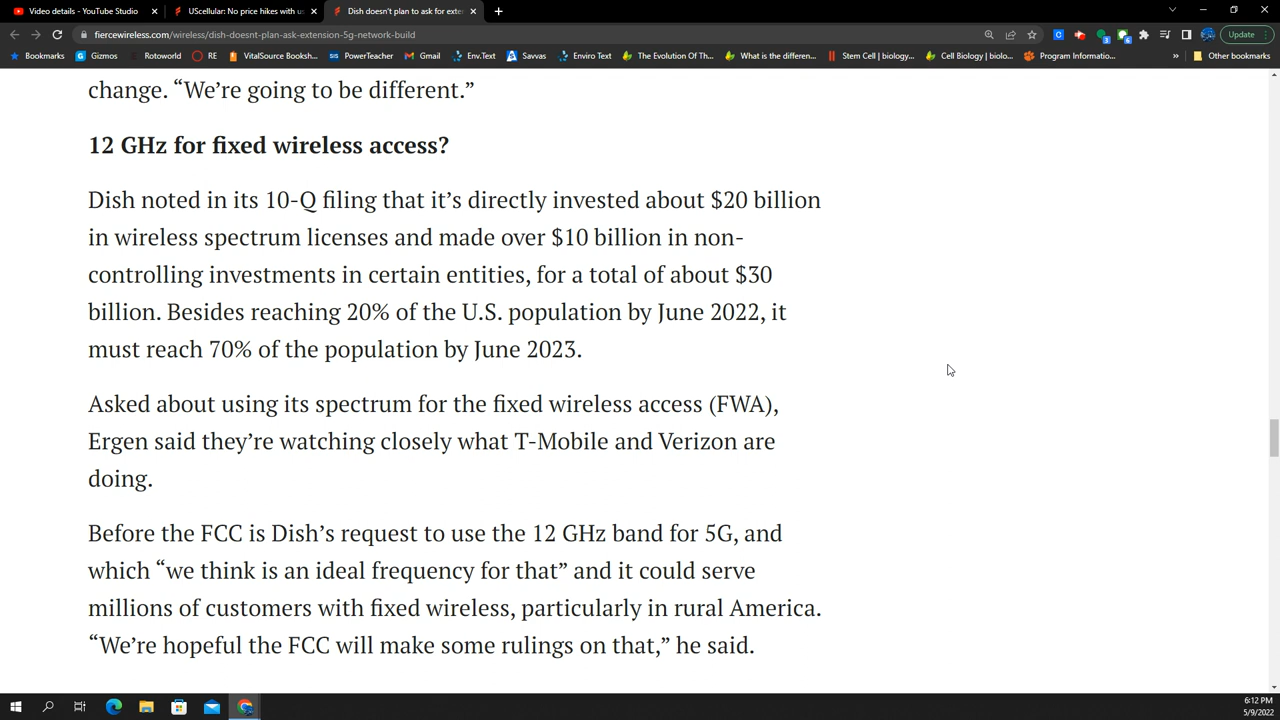 Video details - YouTube Studio
UScellular: No price hikes with us
Dish doesn't plan to ask for exte
fiercewireless.com/wireless/dish-doesnt-plan-ask-extension-5g-network-build
Update
Bookmarks
Gizmos
Rotoworld
RE
VitalSource Booksh...
PowerTeacher
Gmail
Env.Text
Savvas
Enviro Text
The Evolution Of Th...
What is the differen...
Stem Cell | biology...
Cell Biology | biolo...
Program Informatio...
»
Other bookmarks
change. “We’re going to be different.”
12 GHz for fixed wireless access?
Dish noted in its 10-Q filing that it’s directly invested about $20 billion
in wireless spectrum licenses and made over $10 billion in non-
controlling investments in certain entities, for a total of about $30
billion. Besides reaching 20% of the U.S. population by June 2022, it
must reach 70% of the population by June 2023.
Asked about using its spectrum for the fixed wireless access (FWA),
Ergen said they’re watching closely what T-Mobile and Verizon are
doing.
Before the FCC is Dish’s request to use the 12 GHz band for 5G, and
which “we think is an ideal frequency for that” and it could serve
millions of customers with fixed wireless, particularly in rural America.
“We’re hopeful the FCC will make some rulings on that,” he said.
6:12 PM
5/9/2022